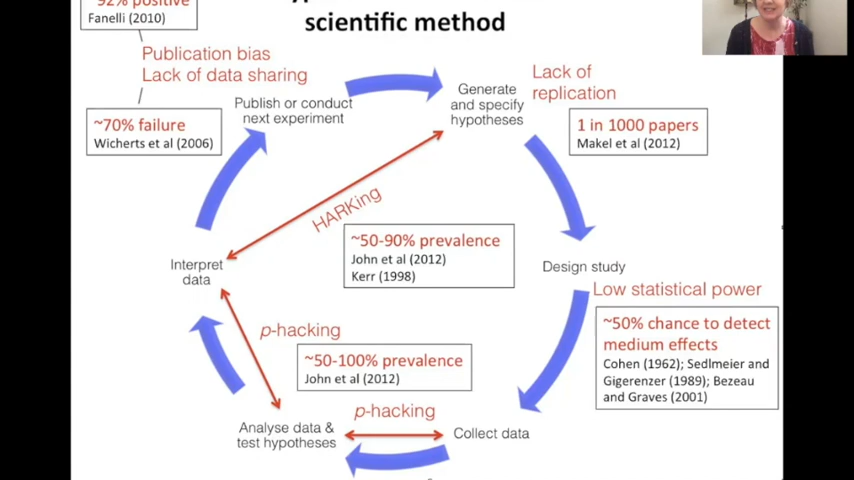 92% positive
Fanelli (2010)
scientific method
Publication bias
Lack of data sharing
~70% failure
Wicherts et al (2006)
Publish or conduct
next experiment
Generate
and specify
hypotheses
Lack of
replication
1 in 1000 papers
Makel et al (2012)
HARKing
~50-90% prevalence
John et al (2012)
Kerr (1998)
Interpret
data
Design study
Low statistical power
~50% chance to detect
medium effects
Cohen (1962); Sedlmeier and
Gigerenzer (1989); Bezeau
and Graves (2001)
p-hacking
~50-100% prevalence
John et al (2012)
p-hacking
Analyse data &
test hypotheses
Collect data